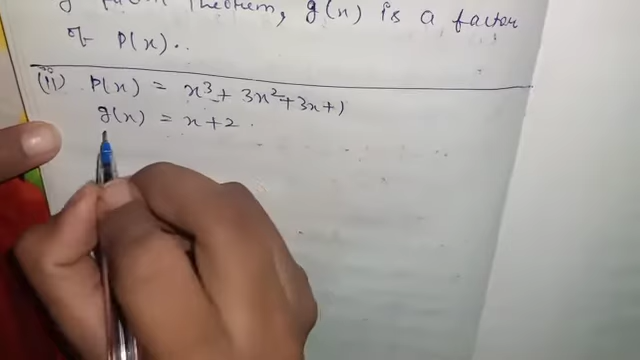 Theorem, g(x) is a factor
of P(x)..
(ii) P(x) = x³ + 3x² + 3x + 1
g(x) = x + 2